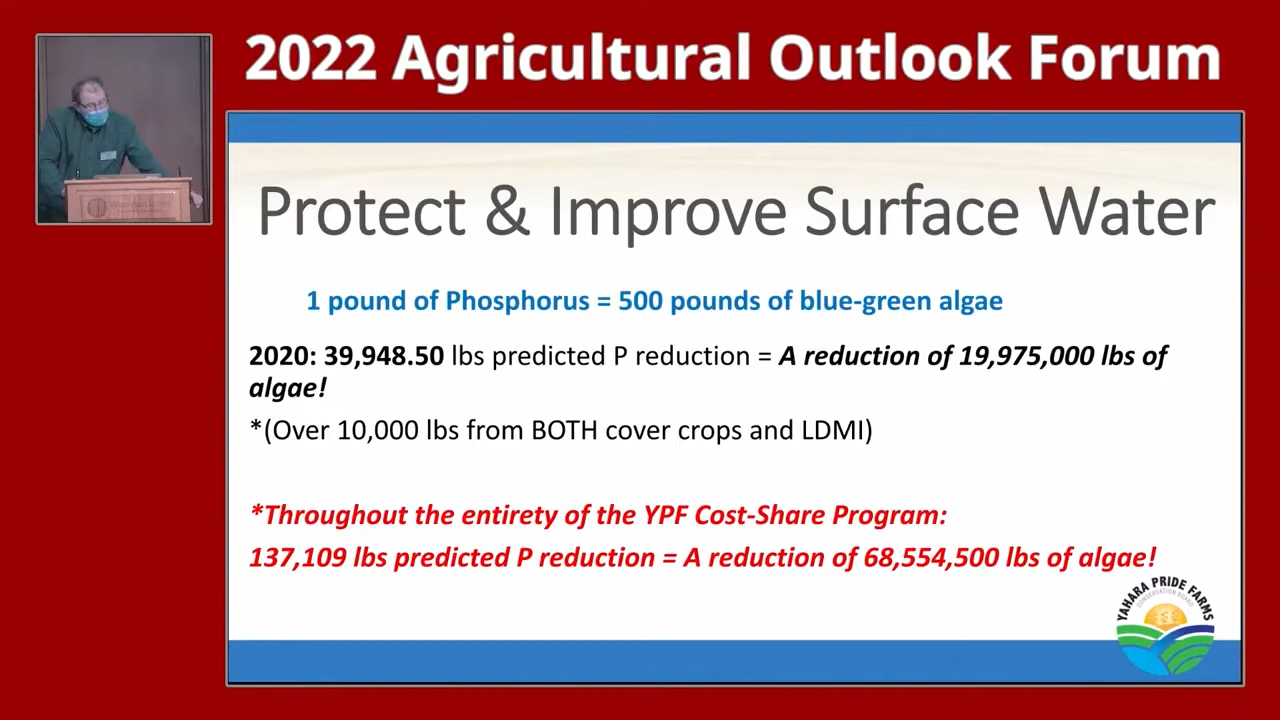 2022 Agricultural Outlook Forum
Protect & Improve Surface Water
1 pound of Phosphorus = 500 pounds of blue-green algae
2020: 39,948.50 lbs predicted P reduction = A reduction of 19,975,000 lbs of
algae!
*(Over 10,000 lbs from BOTH cover crops and LDMI)
*Throughout the entirety of the YPF Cost-Share Program:
137,109 lbs predicted P reduction = A reduction of 68,554,500 lbs of algae!
YAHARA PRIDE FARMS
CONSERVATION BOARD